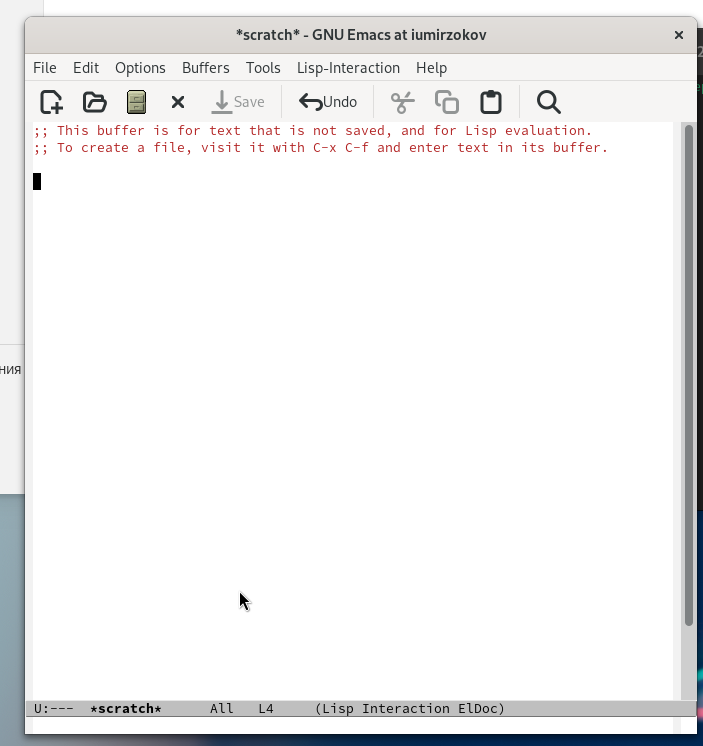 *scratch* - GNU Emacs at iumirzokov
File Edit Options Buffers Tools Lisp-Interaction Help
Save Undo
;; This buffer is for text that is not saved, and for Lisp evaluation.
;; To create a file, visit it with C-x C-f and enter text in its buffer.
ния
U:--- *scratch* All L4 (Lisp Interaction ElDoc)